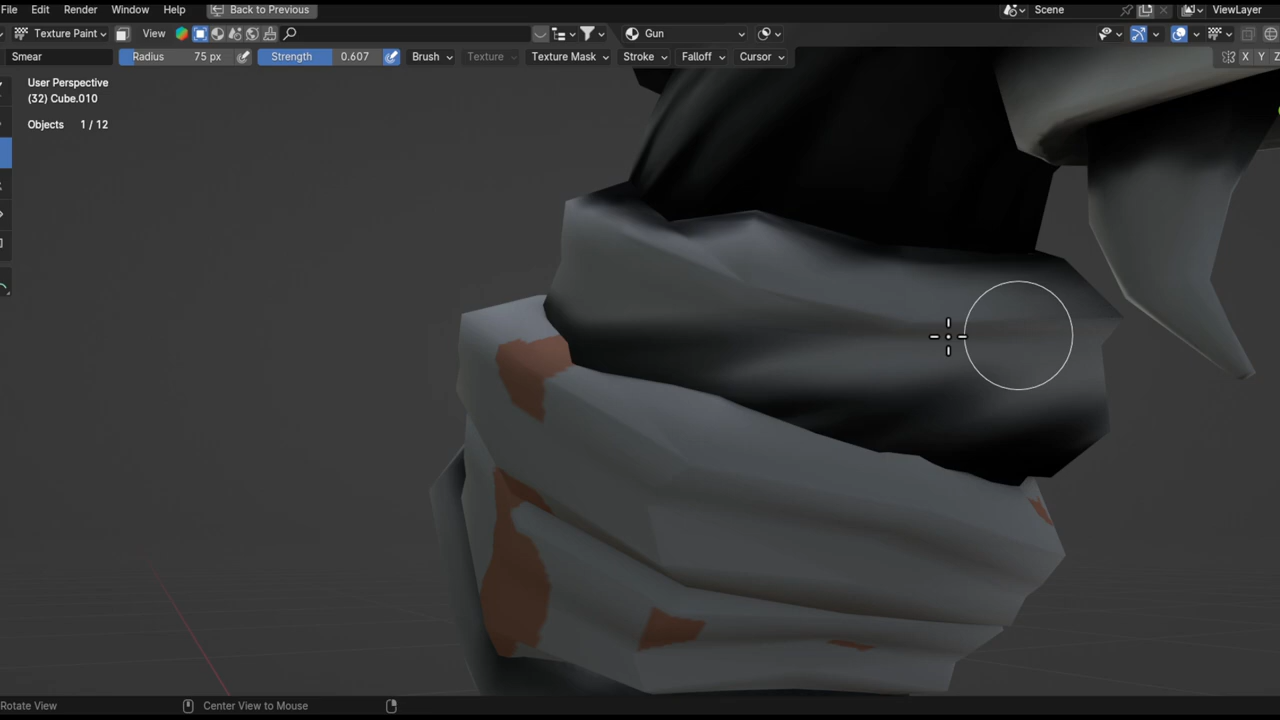 File Edit Render Window Help Back to Previous Scene ViewLayer
Texture Paint View Gun
Smear Radius 75 px Strength 0.607 Brush Texture Texture Mask Stroke Falloff Cursor X Y Z
User Perspective
(32) Cube.010
Objects 1 / 12
Rotate View Center View to Mouse